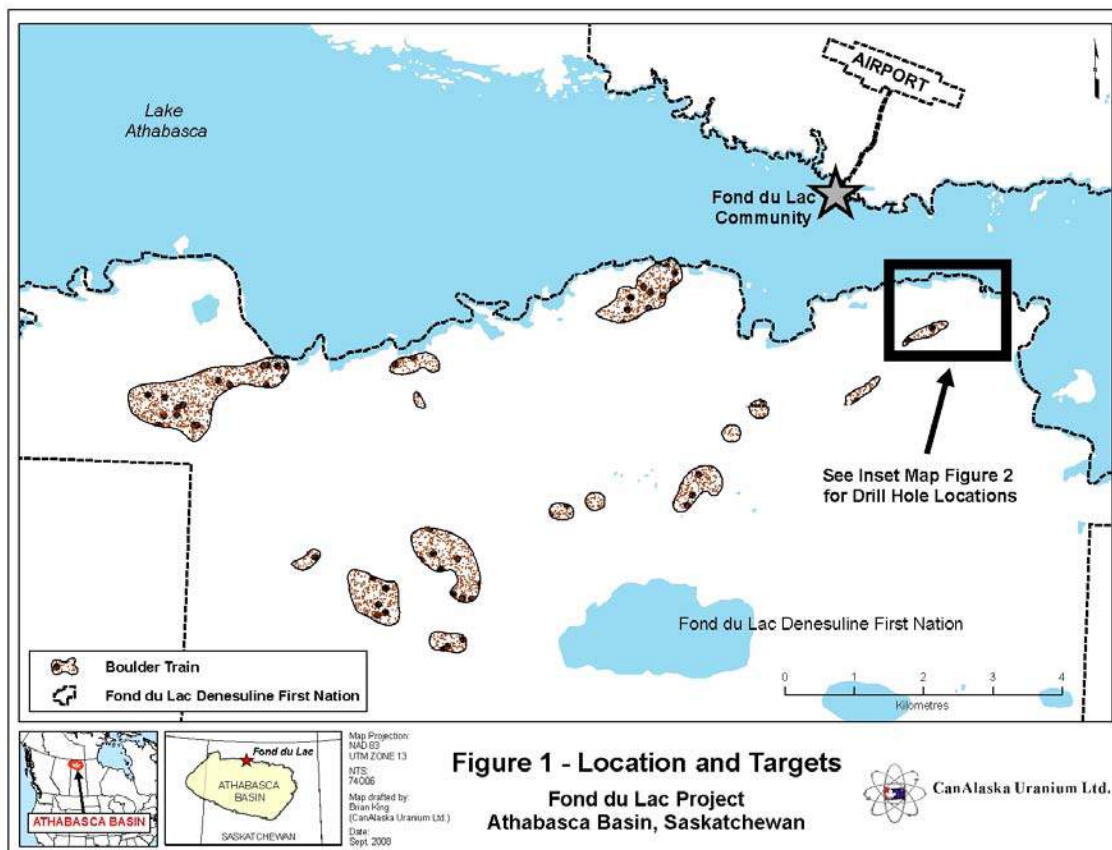 Lake
Athabasca
AIRPORT
Fond du Lac
Community
See Inset Map Figure 2
for Drill Hole Locations
Fond du Lac Denesuline First Nation
0 1 2 3 4
Kilometres
Boulder Train
Fond du Lac Denesuline First Nation
ATHABASCA BASIN
Fond du Lac
ATHABASCA
BASIN
SASKATCHEWAN
Map Projection:
NAD 83
UTM ZONE 13
NTS:
74O06
Map drafted by:
Brian King
(CanAlaska Uranium Ltd.)
Date:
Sept. 2008
Figure 1 - Location and Targets
Fond du Lac Project
Athabasca Basin, Saskatchewan
CanAlaska Uranium Ltd.